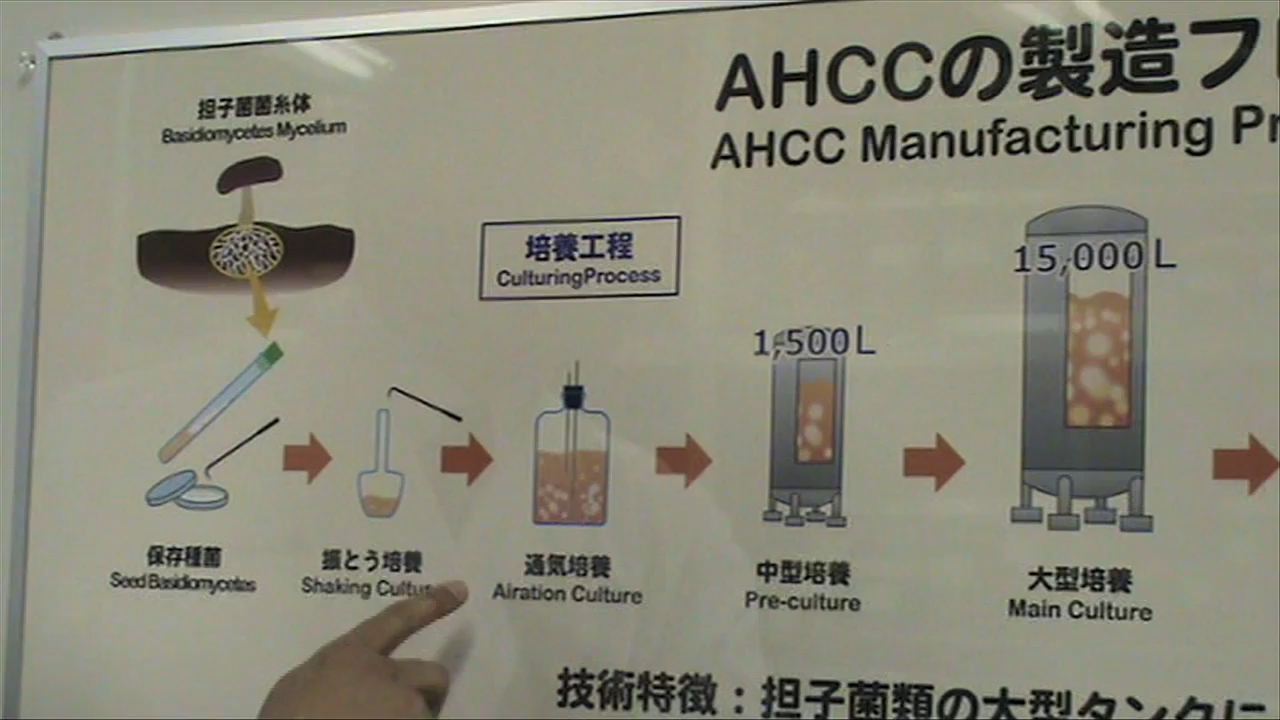 AHCCの製造フ
AHCC Manufacturing Pr
担子菌菌糸体
Basidiomycetes Mycelium
培養工程
CulturingProcess
15,000L
1,500L
保存種菌
Seed Basidiomycetes
振とう培養
Shaking Cultu
通気培養
Airation Culture
中型培養
Pre-culture
大型培養
Main Culture
技術特徴：担子菌類の大型タンクに